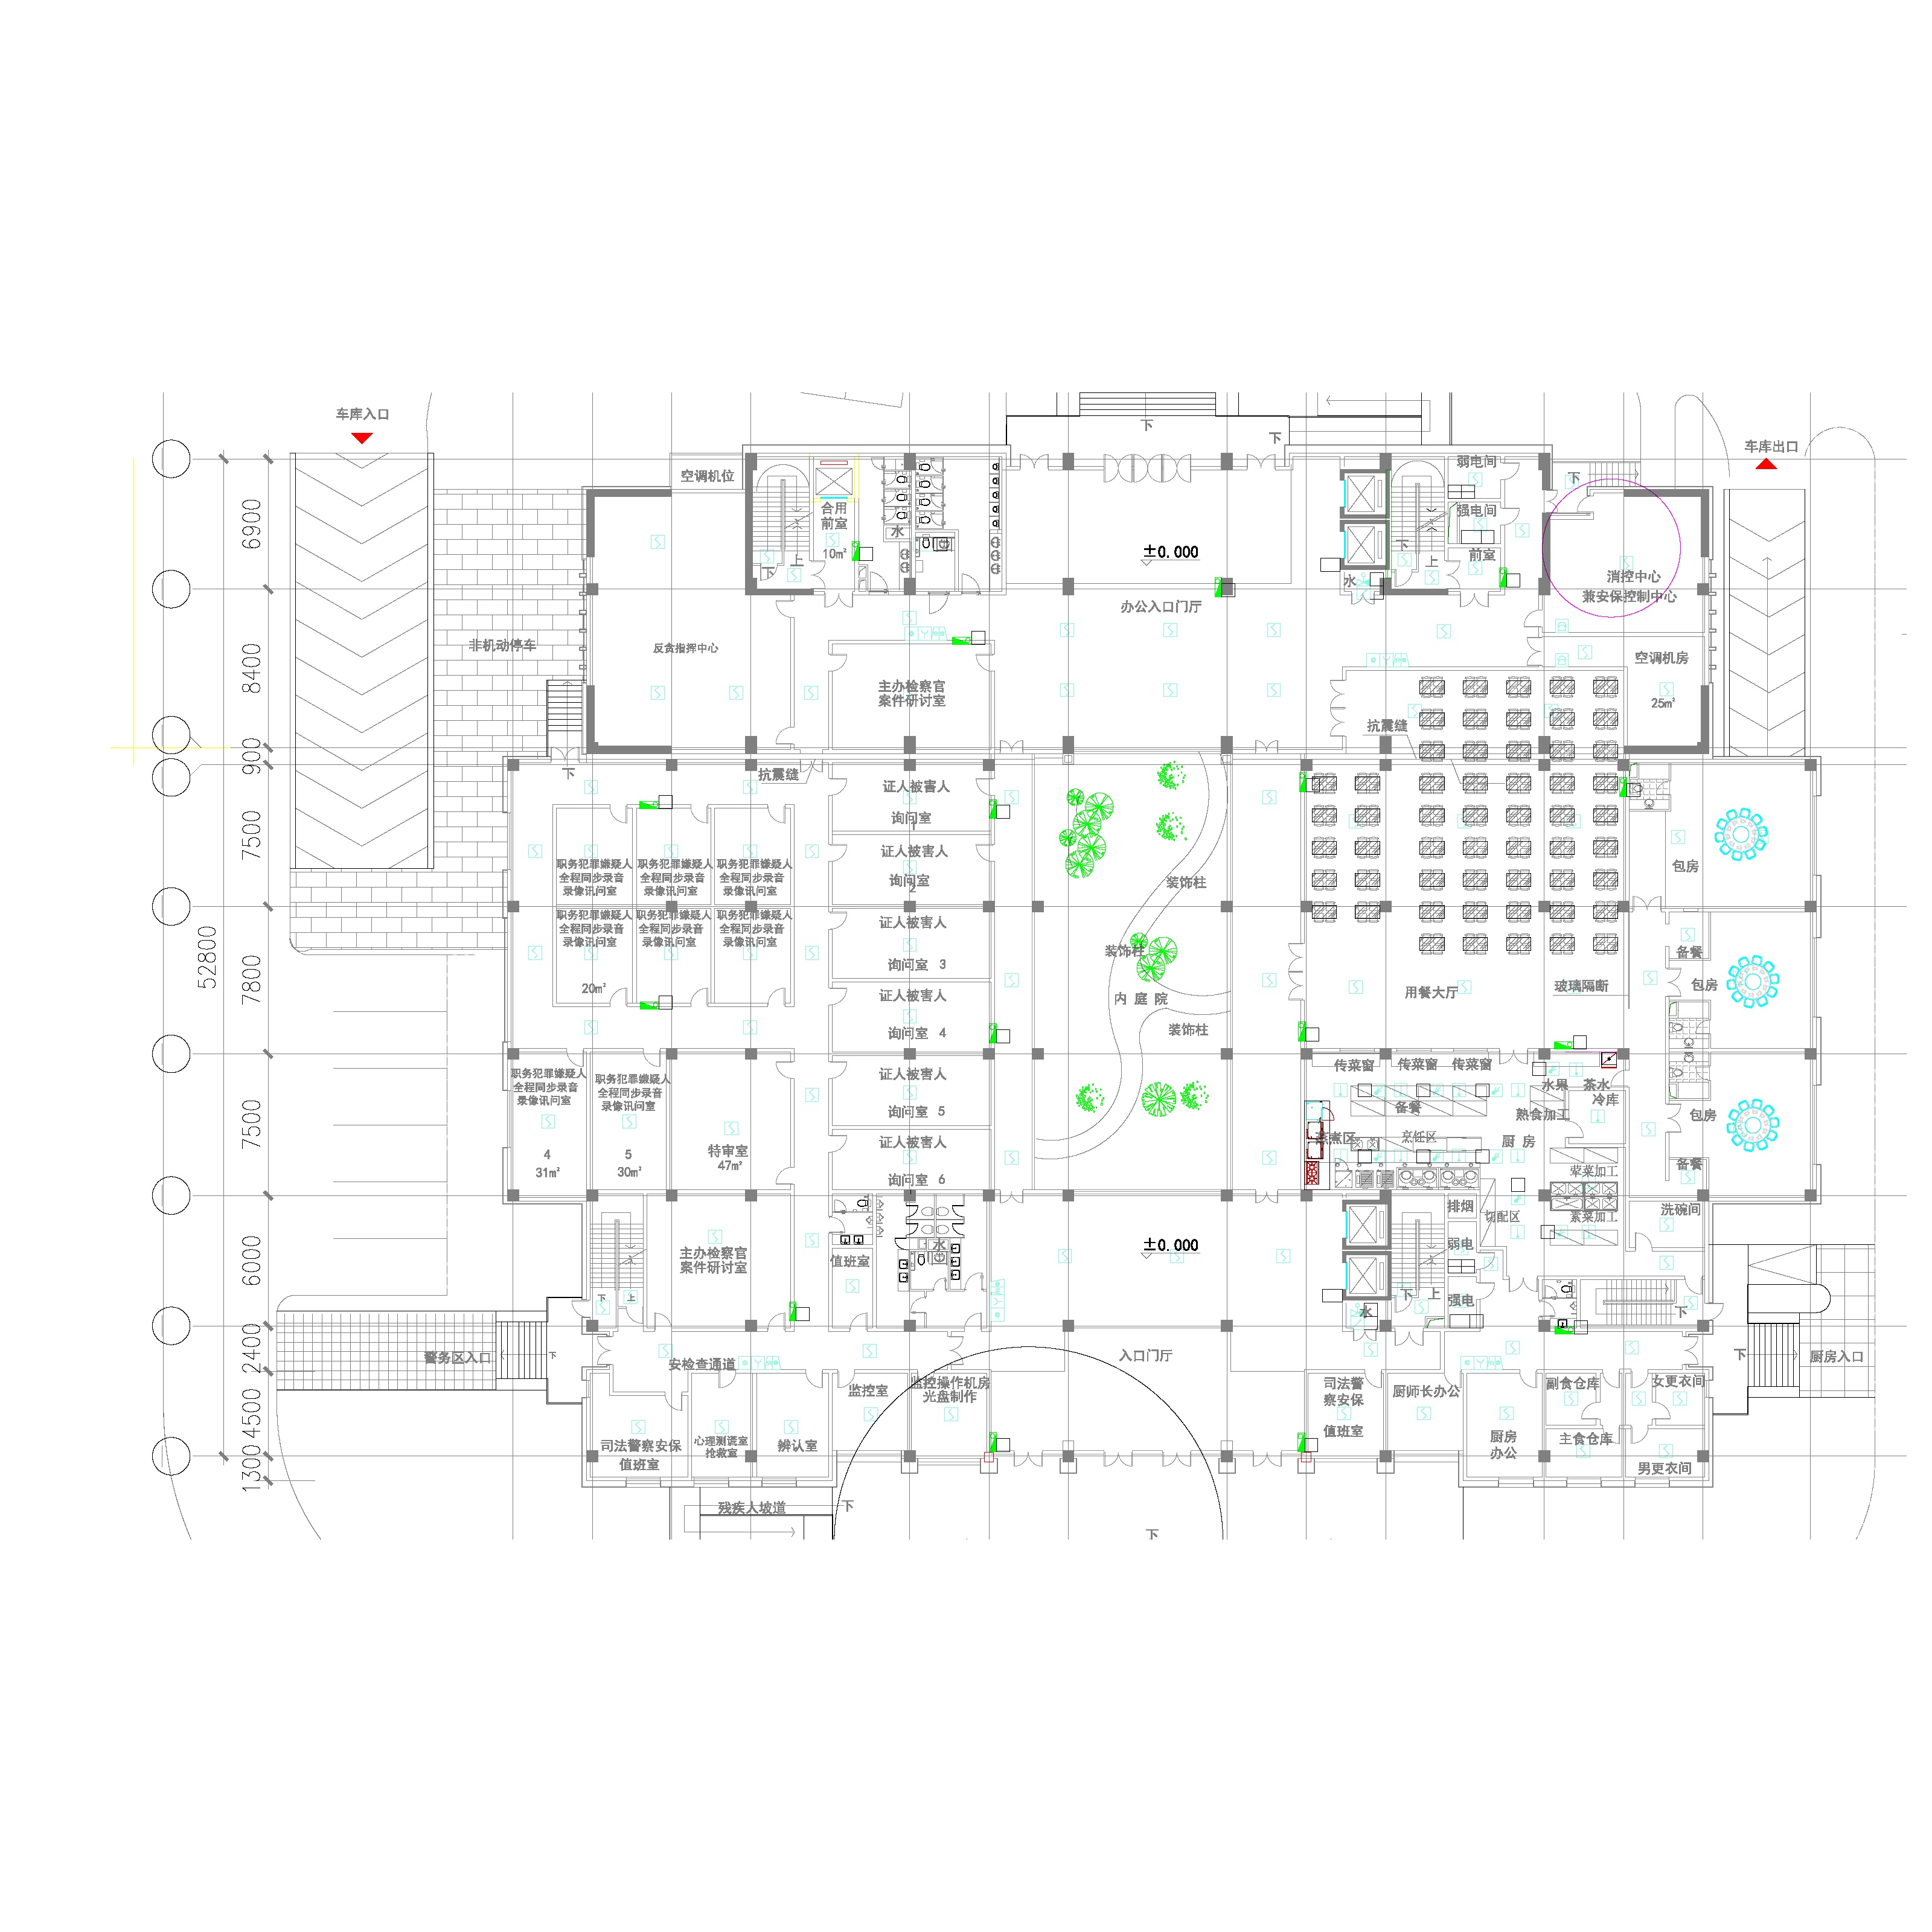 车库入口
下
下
车库出口
空调机位
弱电间
下
合用
前室
10㎡
水
上
下
强电间
下
上
前室
水
±0.000
消控中心
兼安保控制中心
办公入口门厅
6900
非机动停车
反贪指挥中心
空调机房
25㎡
8400
主办检察官
案件研讨室
抗震缝
900
下
抗震缝
证人被害人
询问室
1
证人被害人
询问室
2
7500
职务犯罪嫌疑人
全程同步录音
录像讯问室
职务犯罪嫌疑人
全程同步录音
录像讯问室
职务犯罪嫌疑人
全程同步录音
录像讯问室
装饰柱
包房
职务犯罪嫌疑人
全程同步录音
录像讯问室
职务犯罪嫌疑人
全程同步录音
录像讯问室
职务犯罪嫌疑人
全程同步录音
录像讯问室
证人被害人
询问室 3
52800
7800
20㎡
装饰柱
备餐
证人被害人
询问室 4
内 庭 院
装饰柱
用餐大厅
玻璃隔断
包房
职务犯罪嫌疑人
全程同步录音
录像讯问室
4
31㎡
职务犯罪嫌疑人
全程同步录音
录像讯问室
5
30㎡
特审室
47㎡
证人被害人
询问室 5
传菜窗
传菜窗
传菜窗
水果
茶水
冷库
备餐
熟食加工
包房
7500
证人被害人
询问室 6
蒸煮区
烹饪区
厨 房
荤菜加工
备餐
排烟
切配区
素菜加工
洗碗间
主办检察官
案件研讨室
值班室
水
±0.000
弱电
6000
下
上
水
下
上
强电
下
2400
警务区入口
下
安检查通道
入口门厅
下
厨房入口
监控室
监控操作机房
光盘制作
司法警
察安保
值班室
厨师长办公
副食仓库
女更衣间
4500
司法警察安保
值班室
心理测谎室
抢救室
辨认室
厨房
办公
主食仓库
男更衣间
1300
残疾人坡道
下
下